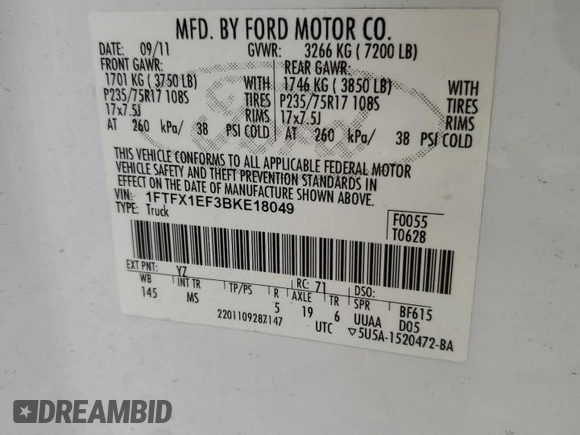 MFD. BY FORD MOTOR CO.
DATE: 09/11 GVWR: 3266 KG ( 7200 LB)
FRONT GAWR: REAR GAWR:
1701 KG ( 3750 LB) WITH 1746 KG ( 3850 LB) WITH
P235/75R17 108S TIRES P235/75R17 108S TIRES
17x7.5J RIMS 17x7.5J RIMS
AT 260 kPa/ 38 PSI COLD AT 260 kPa/ 38 PSI COLD
Ford
THIS VEHICLE CONFORMS TO ALL APPLICABLE FEDERAL MOTOR
VEHICLE SAFETY AND THEFT PREVENTION STANDARDS IN
EFFECT ON THE DATE OF MANUFACTURE SHOWN ABOVE.
VIN: 1FTFX1EF3BKE18049
TYPE: Truck
F0055
T0628
EXT PNT: YZ RC: 71 DSO:
WB INT TR TP/PS R AXLE TR SPR BF615
145 MS 5 19 6 UUAA D05
2201109287147 UTC ▽5U5A-1520472-BA
DREAMBID